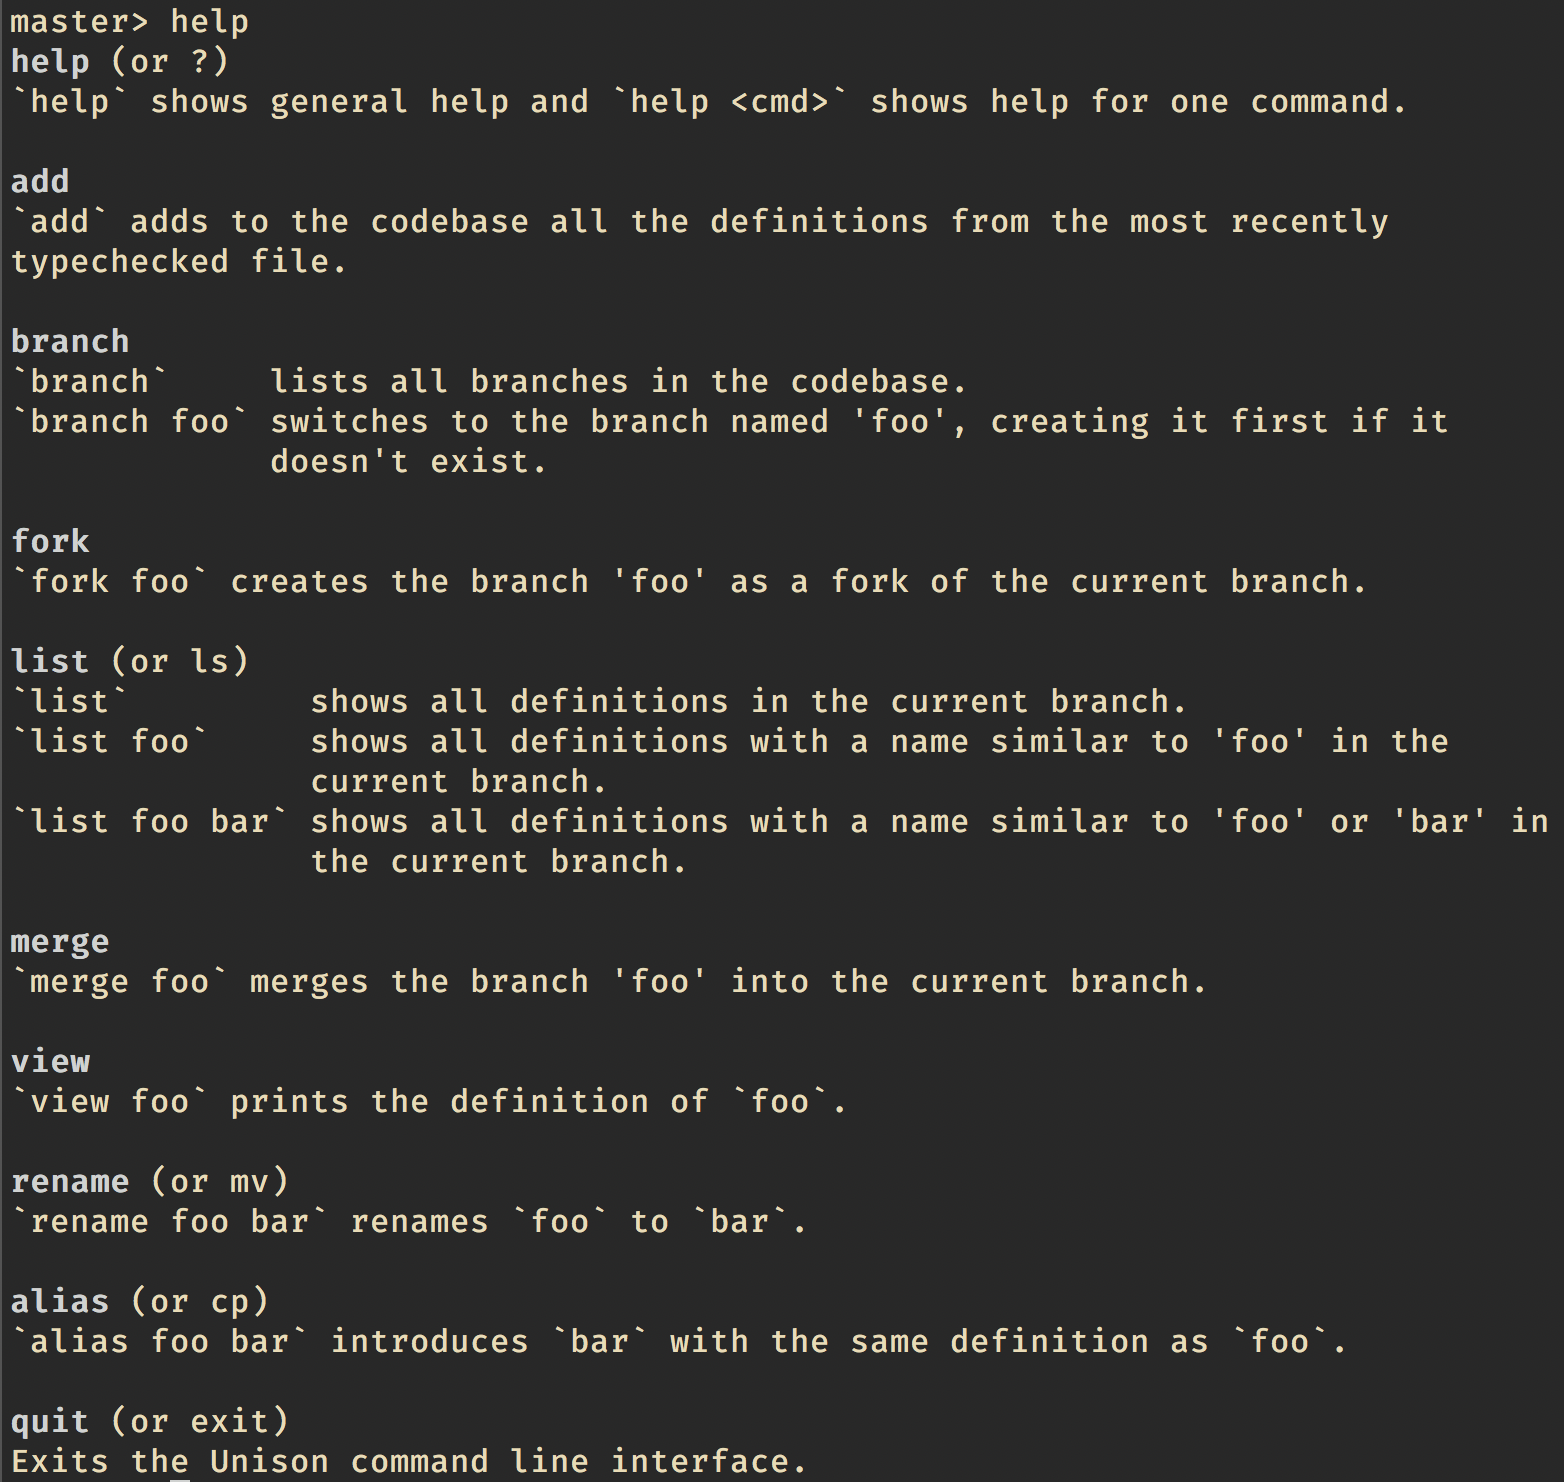 master> help
help (or ?)
`help` shows general help and `help <cmd>` shows help for one command.
add
`add` adds to the codebase all the definitions from the most recently
typechecked file.
branch
`branch`     lists all branches in the codebase.
`branch foo` switches to the branch named 'foo', creating it first if it
             doesn't exist.
fork
`fork foo` creates the branch 'foo' as a fork of the current branch.
list (or ls)
`list`         shows all definitions in the current branch.
`list foo`     shows all definitions with a name similar to 'foo' in the
               current branch.
`list foo bar` shows all definitions with a name similar to 'foo' or 'bar' in
               the current branch.
merge
`merge foo` merges the branch 'foo' into the current branch.
view
`view foo` prints the definition of `foo`.
rename (or mv)
`rename foo bar` renames `foo` to `bar`.
alias (or cp)
`alias foo bar` introduces `bar` with the same definition as `foo`.
quit (or exit)
Exits the Unison command line interface.